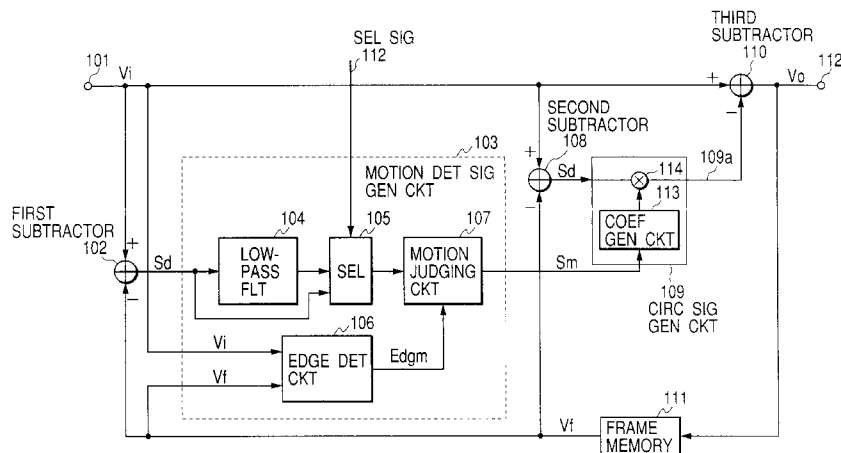 THIRD
SUBTRACTOR
SEL SIG
112
101
Vi
110
+
Vo
112
−
SECOND
SUBTRACTOR
108
+
Sd
−
109a
114
113
COEF
GEN CKT
109
CIRC SIG
GEN CKT
103
MOTION DET SIG
GEN CKT
FIRST
SUBTRACTOR
102
+
−
Sd
104
LOW-
PASS
FLT
105
SEL
107
MOTION
JUDGING
CKT
Sm
106
EDGE DET
CKT
Vi
Vf
Edgm
Vf
111
FRAME
MEMORY